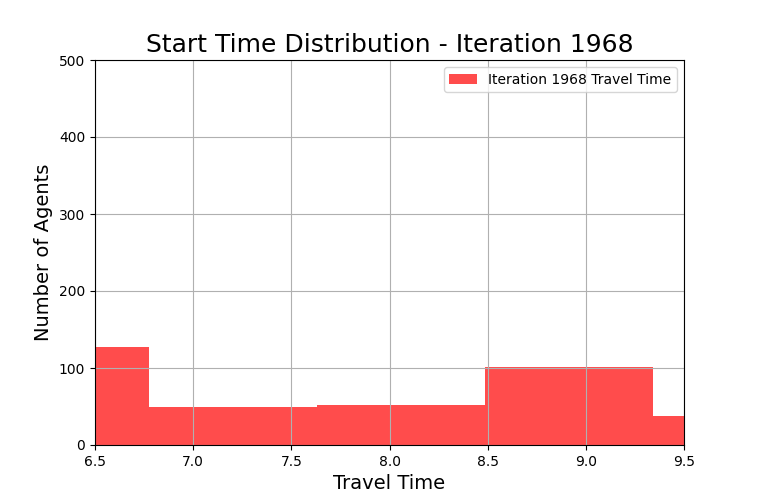 Start Time Distribution - Iteration 1968
500
Iteration 1968 Travel Time
400
300
200
100
0
Number of Agents
6.5 7.0 7.5 8.0 8.5 9.0 9.5
Travel Time